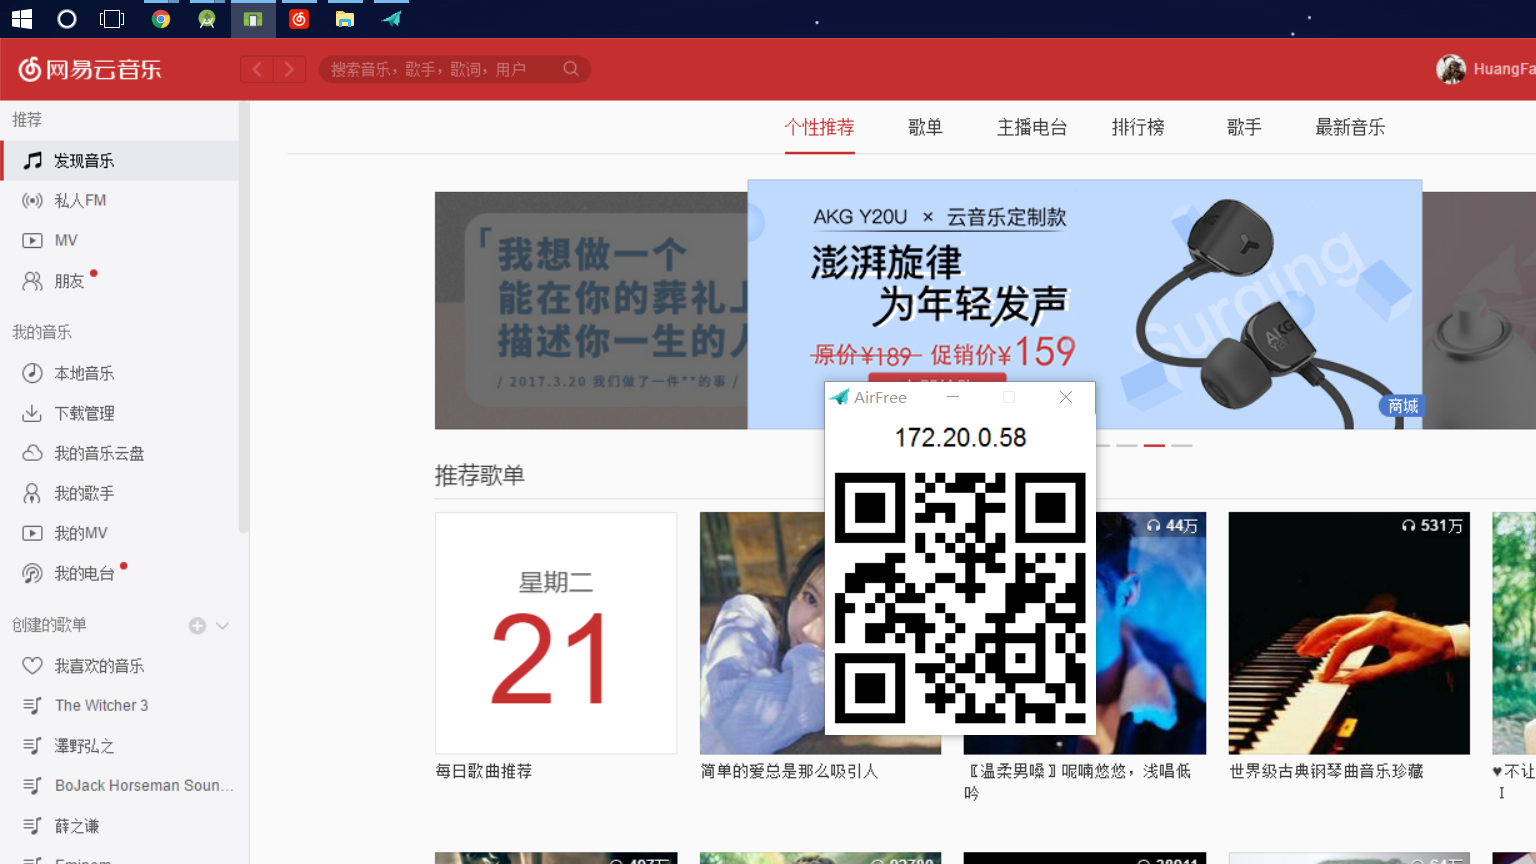 网易云音乐
搜索音乐，歌手，歌词，用户
推荐
发现音乐
私人FM
MV
朋友
我的音乐
本地音乐
下载管理
我的音乐云盘
我的歌手
我的MV
我的电台
创建的歌单
我喜欢的音乐
The Witcher 3
澤野弘之
BoJack Horseman Soun...
薛之谦
个性推荐
歌单
主播电台
排行榜
歌手
最新音乐
「我想做一个
能在你的葬礼上
描述你一生的人
/ 2017.3.20 我们做了一件**的事 /
AKG Y20U × 云音乐定制款
澎湃旋律
为年轻发声
原价¥189 促销价¥159
Surging
AKG
商城
AirFree
172.20.0.58
推荐歌单
星期二
21
44万
531万
每日歌曲推荐
简单的爱总是那么吸引人
〖温柔男嗓〗呢喃悠悠，浅唱低
吟
世界级古典钢琴曲音乐珍藏
♥不让